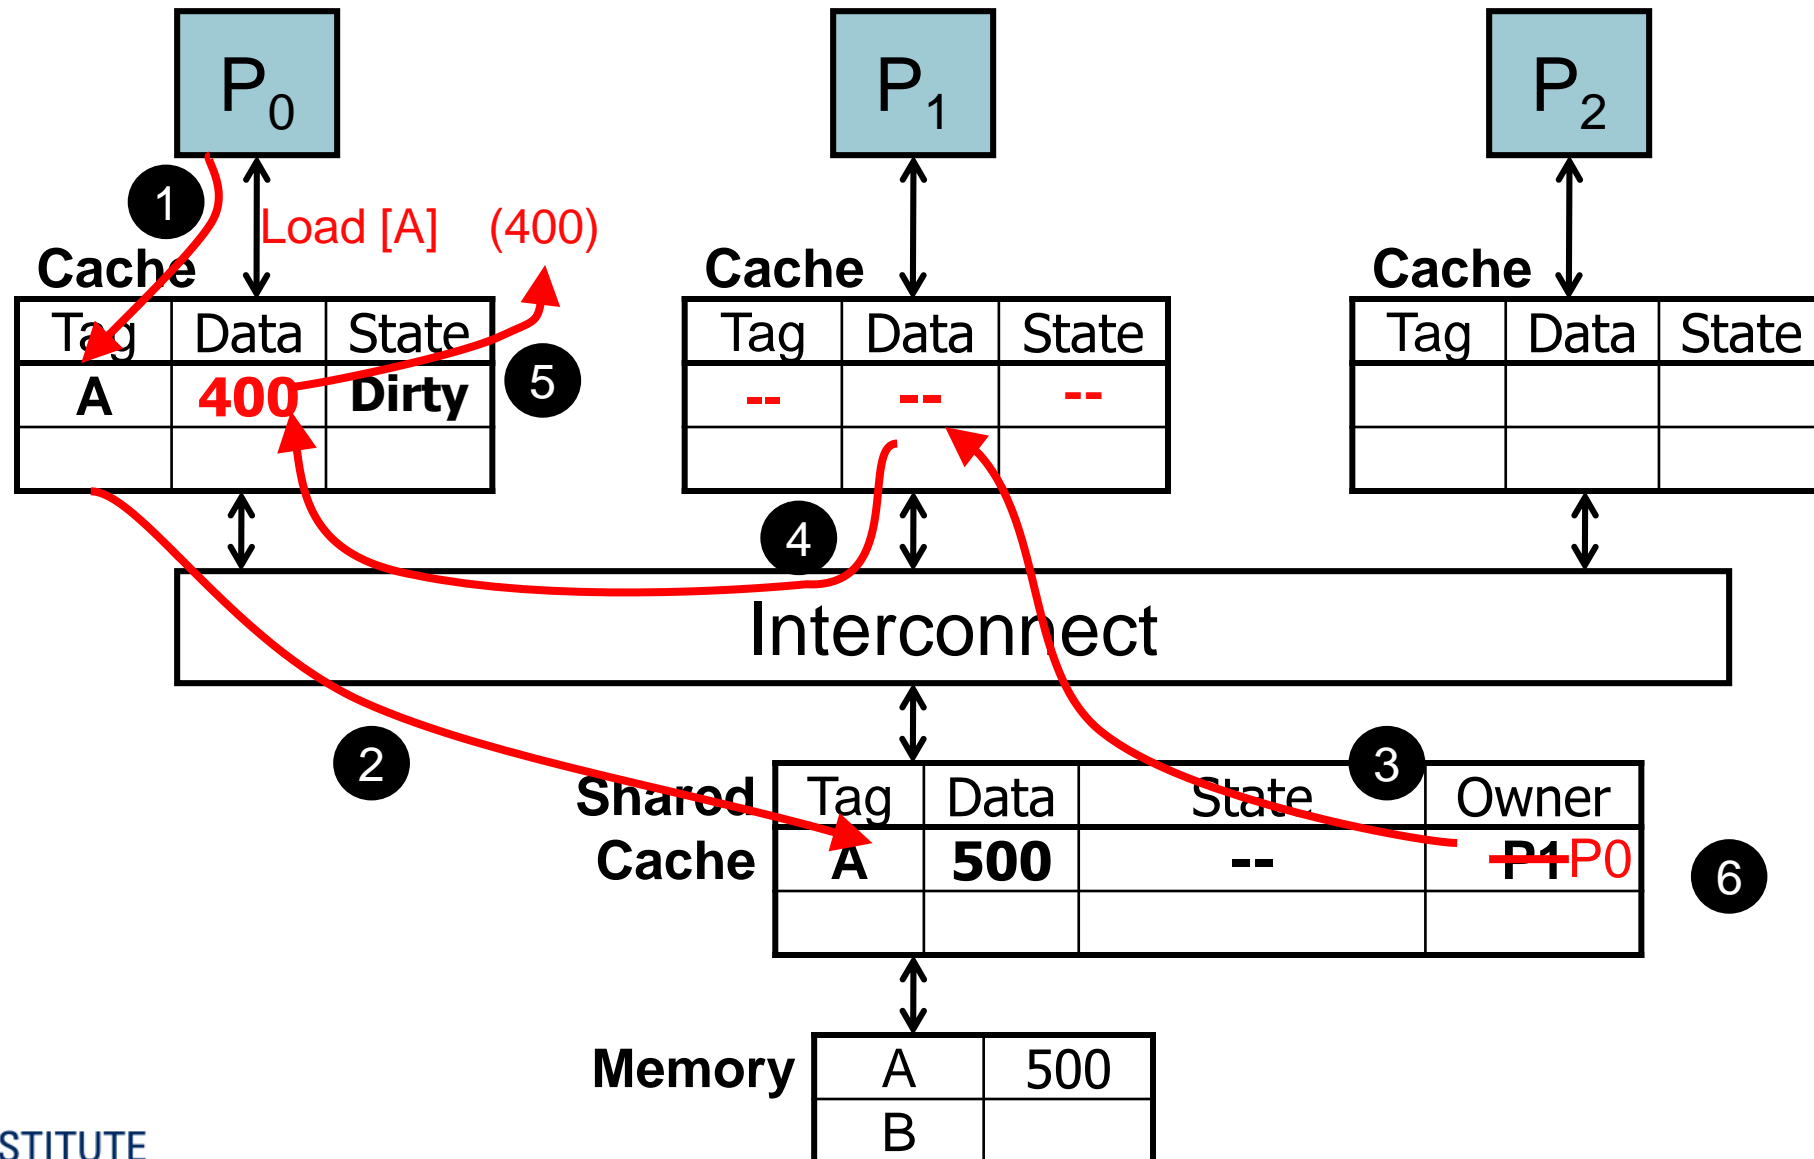 P0 P1 P2
1
Load [A] (400)
Cache Cache Cache
Tag Data State Tag Data State Tag Data State
A 400 Dirty 5 -- -- --
4
Interconnect
2 3
Shared Tag Data State Owner
Cache A 500 -- P1 P0 6
Memory A 500
B
STITUTE